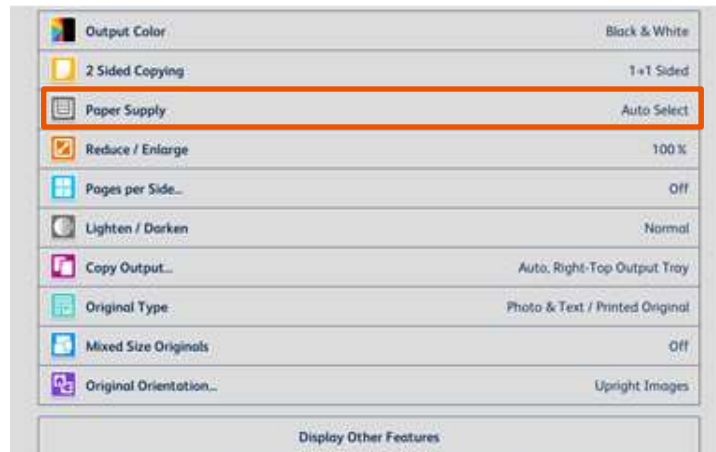 Output Color Black & White
2 Sided Copying 1→1 Sided
Paper Supply Auto Select
Reduce / Enlarge 100 %
Pages per Side... Off
Lighten / Darken Normal
Copy Output... Auto, Right-Top Output Tray
Original Type Photo & Text / Printed Original
Mixed Size Originals Off
Original Orientation... Upright Images
Display Other Features